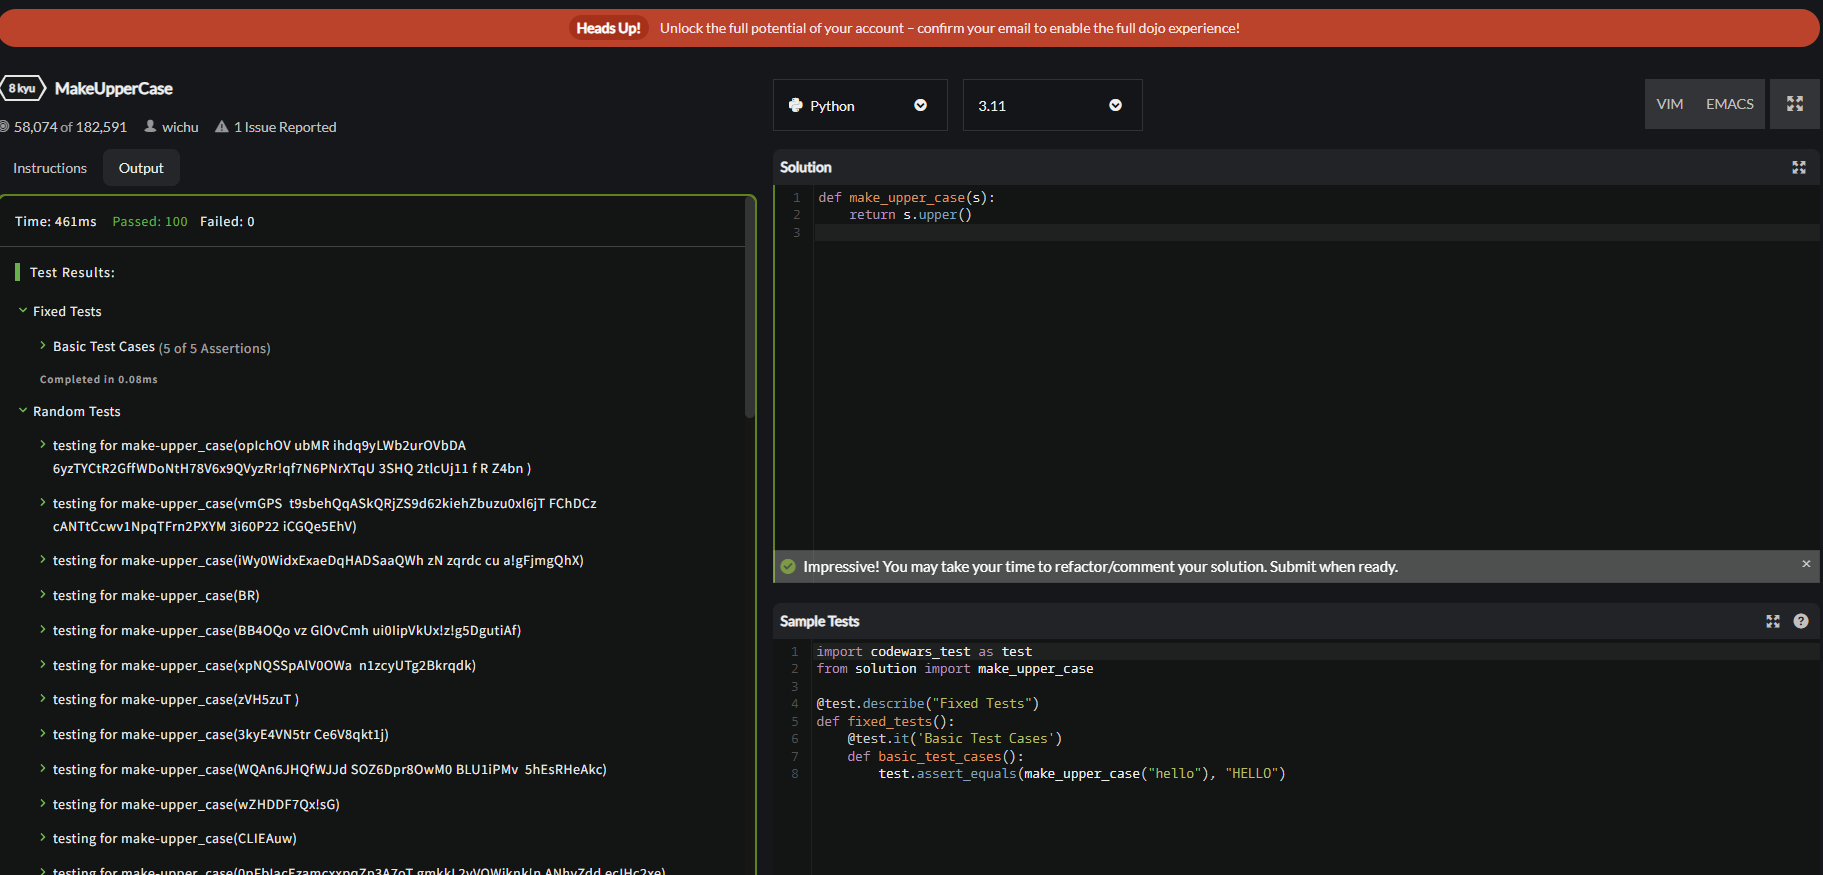 Heads Up! Unlock the full potential of your account – confirm your email to enable the full dojo experience!
8 kyu MakeUpperCase
58,074 of 182,591 wichu 1 Issue Reported
Instructions Output
Time: 461ms Passed: 100 Failed: 0
Test Results:
Fixed Tests
Basic Test Cases (5 of 5 Assertions)
Completed in 0.08ms
Random Tests
testing for make-upper_case(opIchOV ubMR ihdq9yLWb2urOVbDA
6yzTYCtR2GffWDoNtH78V6x9QVyzRr!qf7N6PNrXTqU 3SHQ 2tlcUj11 f R Z4bn )
testing for make-upper_case(vmGPS  t9sbehQqASkQRjZS9d62kiehZbuzu0xl6jT FChDCz
cANTtCcwv1NpqTFrn2PXYM 3i60P22 iCGQe5EhV)
testing for make-upper_case(iWy0WidxExaeDqHADSaaQWh zN zqrdc cu a!gFjmgQhX)
testing for make-upper_case(BR)
testing for make-upper_case(BB4OQo vz GlOvCmh ui0IipVkUx!z!g5DgutiAf)
testing for make-upper_case(xpNQSSpAlV0OWa  n1zcyUTg2Bkrqdk)
testing for make-upper_case(zVH5zuT )
testing for make-upper_case(3kyE4VN5tr Ce6V8qkt1j)
testing for make-upper_case(WQAn6JHQfWJJd SOZ6Dpr8OwM0 BLU1iPMv  5hEsRHeAkc)
testing for make-upper_case(wZHDDF7Qx!sG)
testing for make-upper_case(CLIEAuw)
Python 3.11 VIM EMACS
Solution
1 def make_upper_case(s):
2 return s.upper()
3
Impressive! You may take your time to refactor/comment your solution. Submit when ready. ×
Sample Tests ?
1 import codewars_test as test
2 from solution import make_upper_case
3
4 @test.describe("Fixed Tests")
5 def fixed_tests():
6 @test.it('Basic Test Cases')
7 def basic_test_cases():
8 test.assert_equals(make_upper_case("hello"), "HELLO")